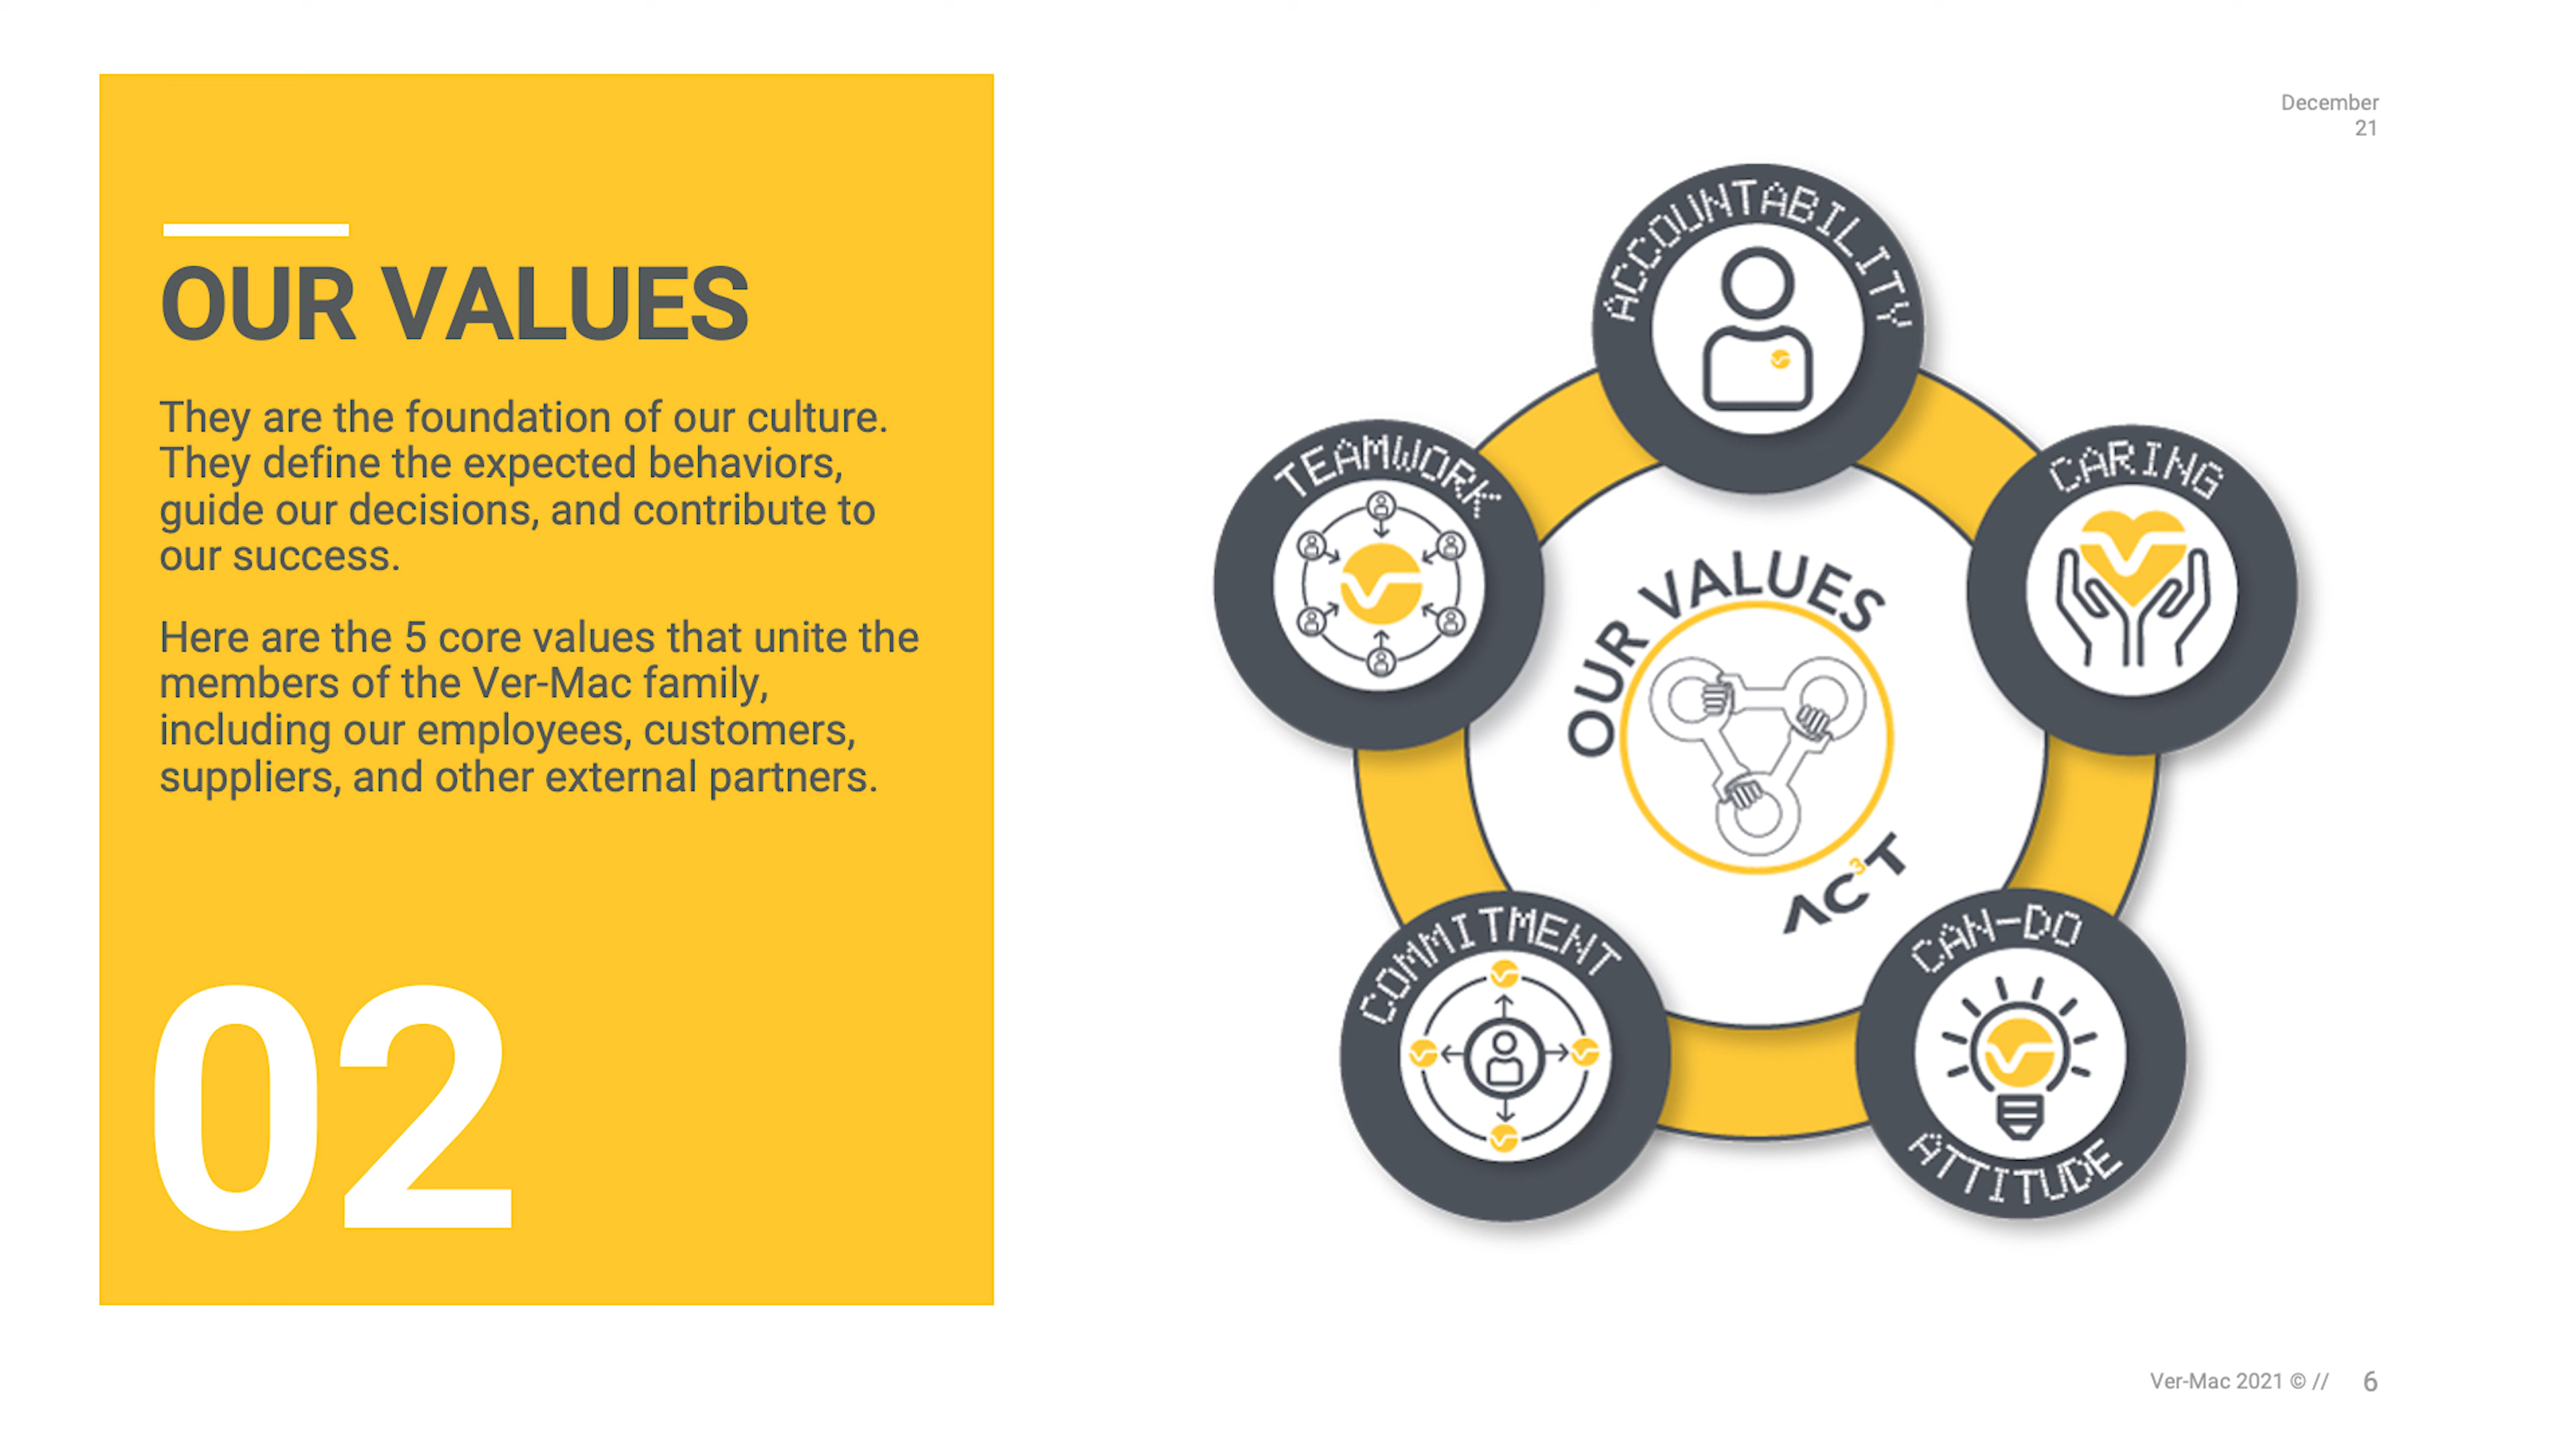 December
21
OUR VALUES
They are the foundation of our culture.
They define the expected behaviors,
guide our decisions, and contribute to
our success.
Here are the 5 core values that unite the
members of the Ver-Mac family,
including our employees, customers,
suppliers, and other external partners.
02
ACCOUNTABILITY
CARING
CAN-DO
ATTITUDE
COMMITMENT
TEAMWORK
OUR VALUES
AC³T
Ver-Mac 2021 © // 6